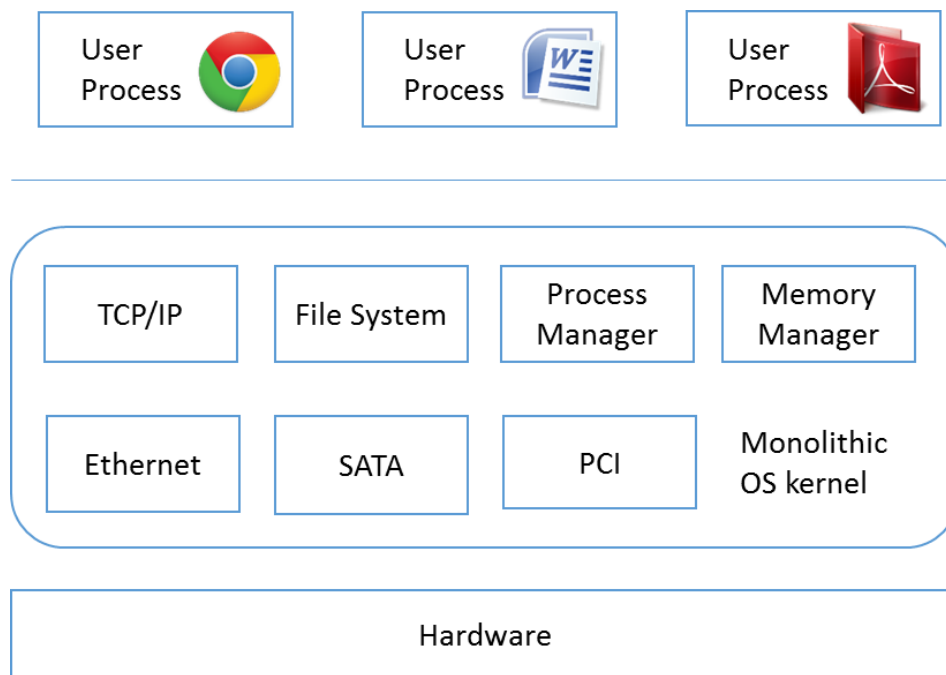 User
Process
User
Process
W
User
Process
TCP/IP
File System
Process
Manager
Memory
Manager
Ethernet
SATA
PCI
Monolithic
OS kernel
Hardware